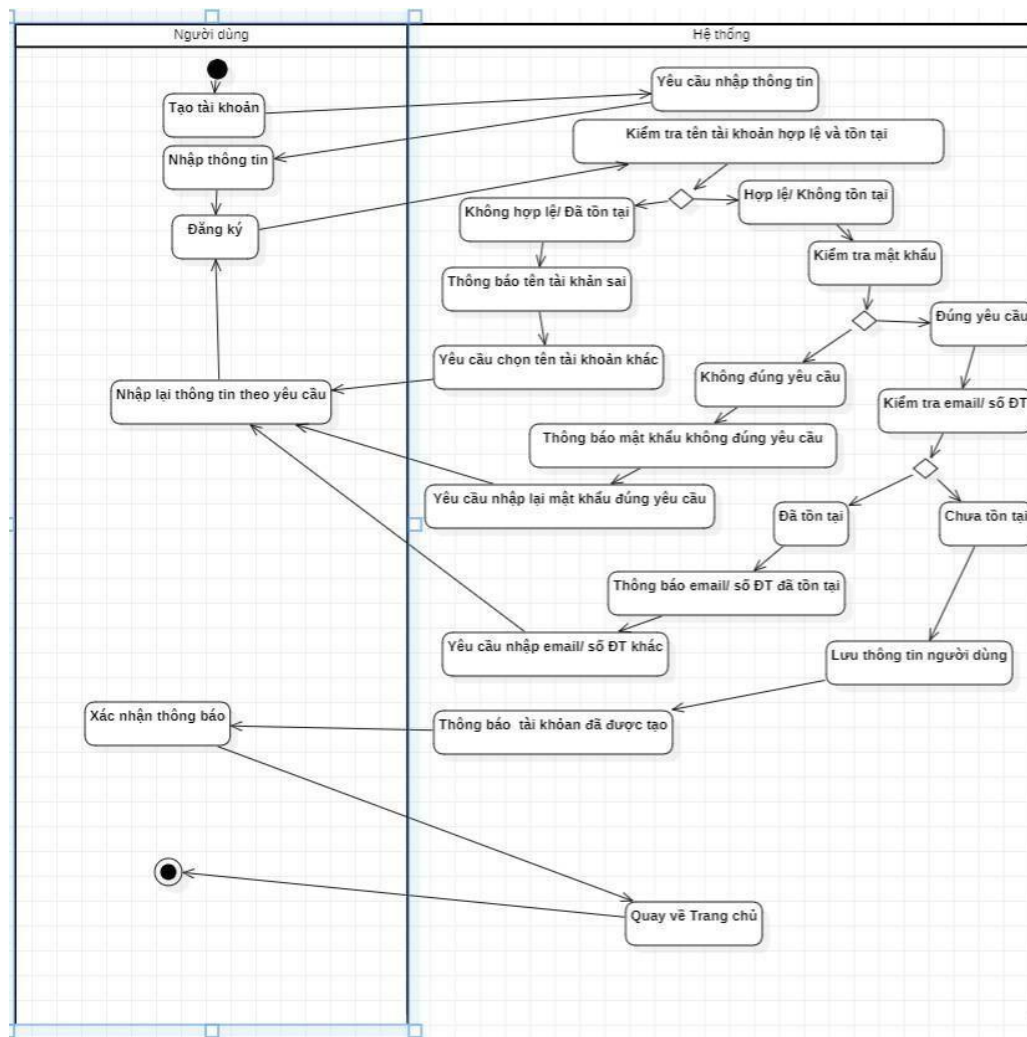 Người dùng
Hệ thống
Yêu cầu nhập thông tin
Tạo tài khoản
Kiểm tra tên tài khoản hợp lệ và tồn tại
Nhập thông tin
Hợp lệ/ Không tồn tại
Không hợp lệ/ Đã tồn tại
Đăng ký
Kiểm tra mật khẩu
Thông báo tên tài khản sai
Đúng yêu cầu
Yêu cầu chọn tên tài khoản khác
Không đúng yêu cầu
Nhập lại thông tin theo yêu cầu
Kiểm tra email/ số ĐT
Thông báo mật khẩu không đúng yêu cầu
Yêu cầu nhập lại mật khẩu đúng yêu cầu
Đã tồn tại
Chưa tồn tại
Thông báo email/ số ĐT đã tồn tại
Yêu cầu nhập email/ số ĐT khác
Lưu thông tin người dùng
Xác nhận thông báo
Thông báo tài khỏan đã được tạo
Quay về Trang chủ